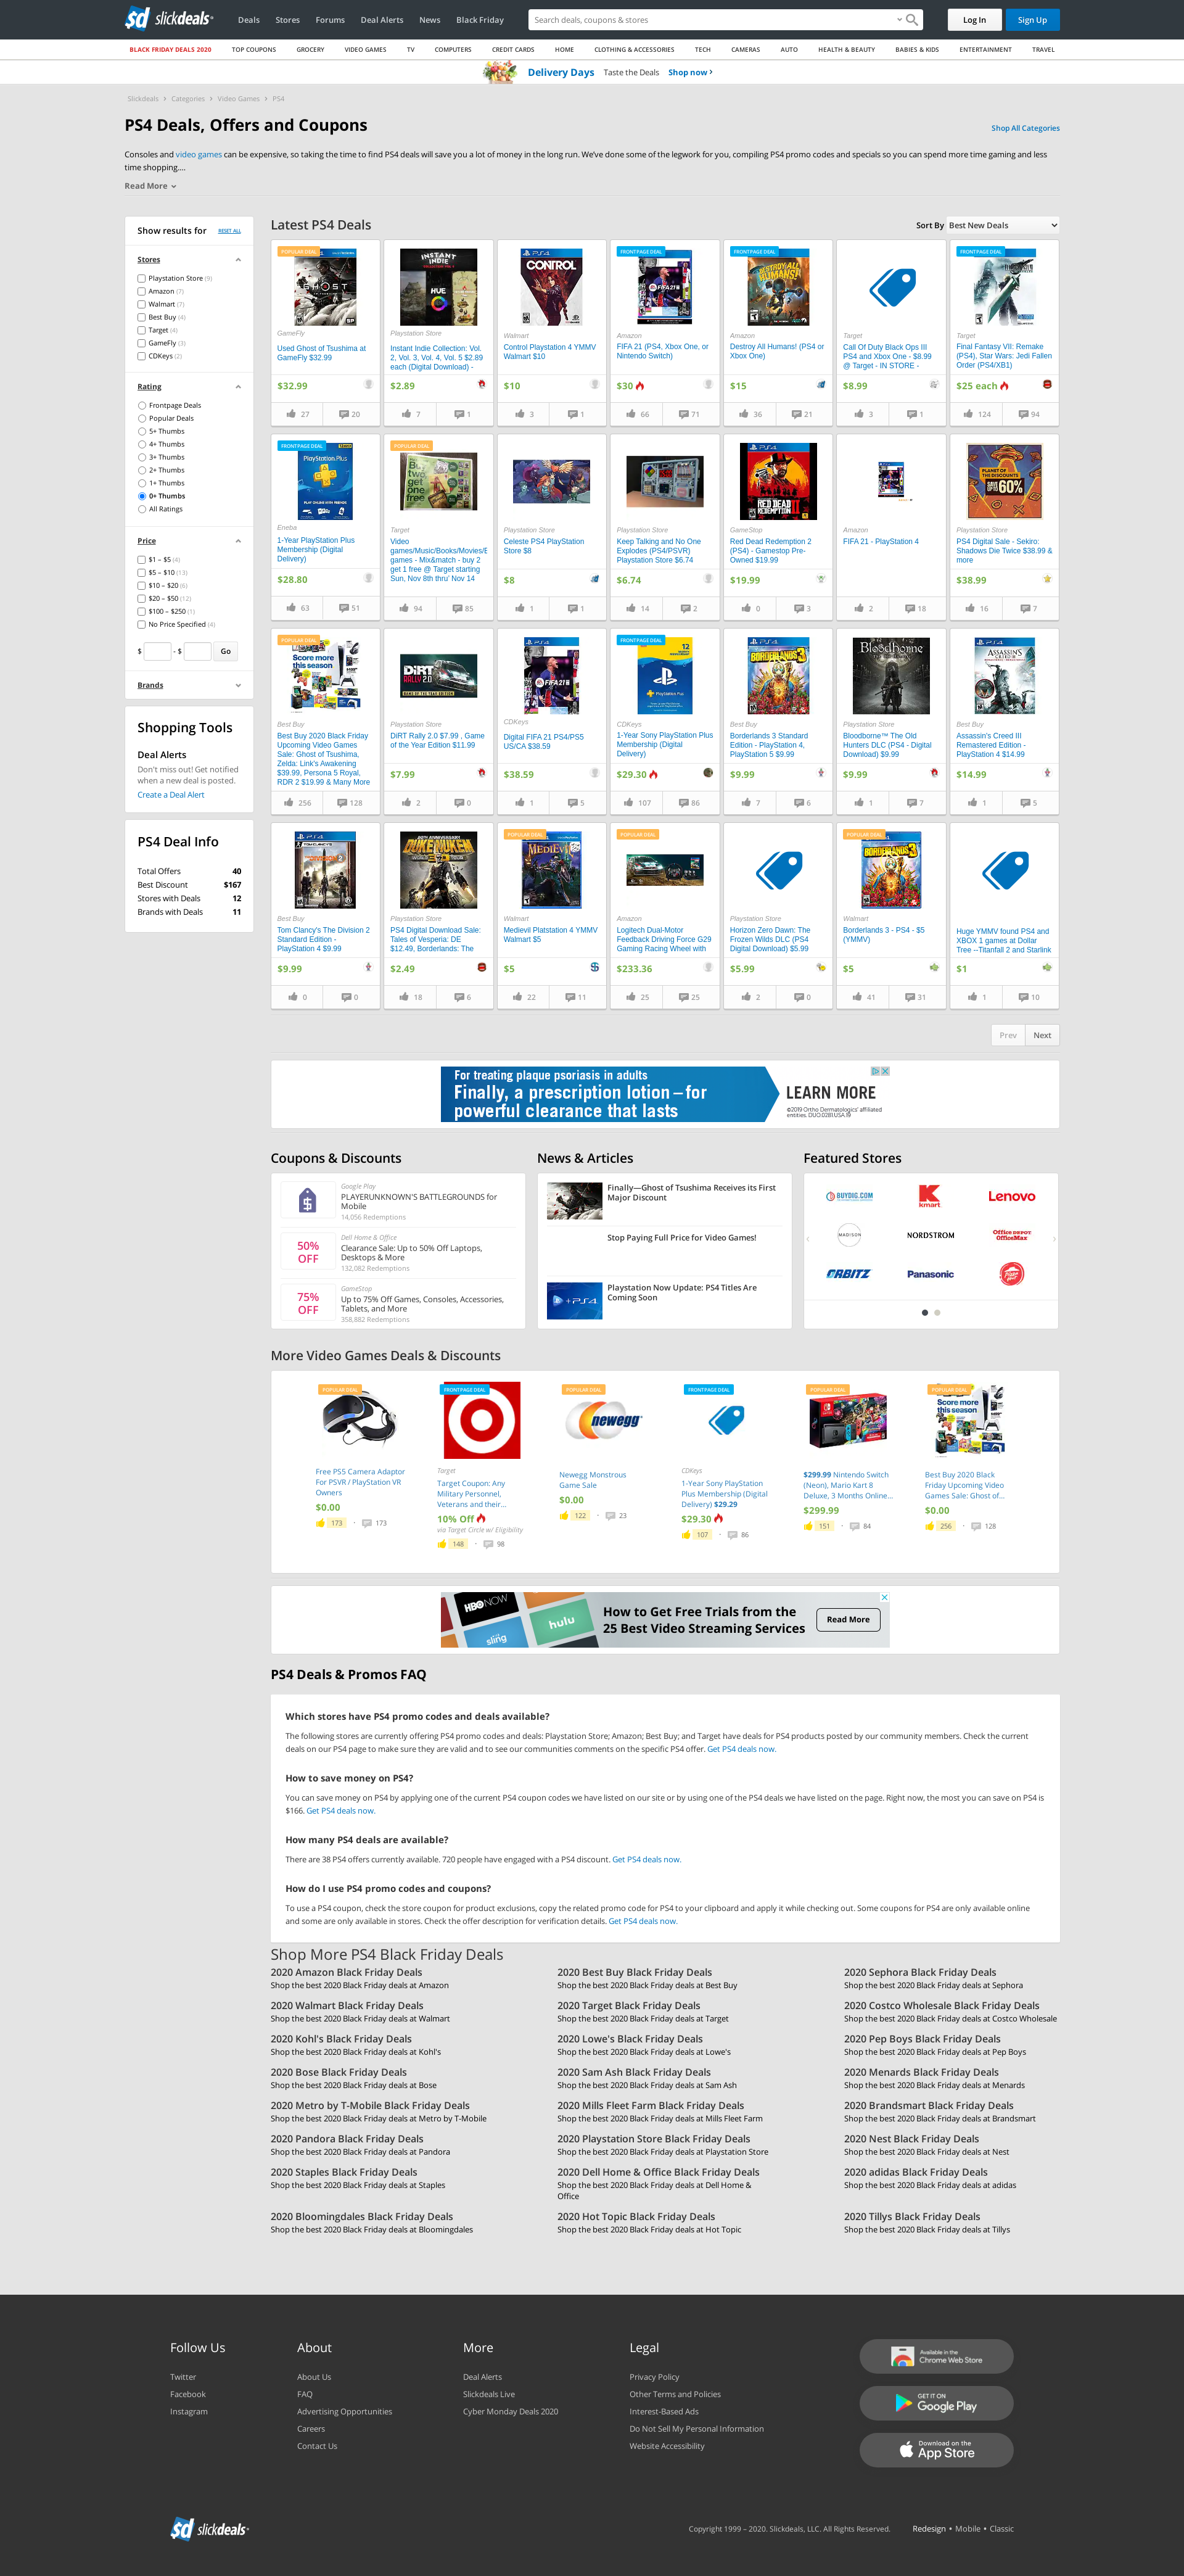 slickdeals
Deals
Stores
Forums
Deal Alerts
News
Black Friday
Search deals, coupons & stores
Log In
Sign Up
BLACK FRIDAY DEALS 2020
TOP COUPONS
GROCERY
VIDEO GAMES
TV
COMPUTERS
CREDIT CARDS
HOME
CLOTHING & ACCESSORIES
TECH
CAMERAS
AUTO
HEALTH & BEAUTY
BABIES & KIDS
ENTERTAINMENT
TRAVEL
Delivery Days Taste the Deals Shop now ›
Slickdeals › Categories › Video Games › PS4
PS4 Deals, Offers and Coupons
Shop All Categories
Consoles and video games can be expensive, so taking the time to find PS4 deals will save you a lot of money in the long run. We've done some of the legwork for you, compiling PS4 promo codes and specials so you can spend more time gaming and less
time shopping....
Read More
Show results for
RESET ALL
Stores
Playstation Store (9)
Amazon (7)
Walmart (7)
Best Buy (4)
Target (4)
GameFly (3)
CDKeys (2)
Rating
Frontpage Deals
Popular Deals
5+ Thumbs
4+ Thumbs
3+ Thumbs
2+ Thumbs
1+ Thumbs
0+ Thumbs
All Ratings
Price
$1 – $5 (4)
$5 – $10 (13)
$10 – $20 (6)
$20 – $50 (12)
$100 – $250 (1)
No Price Specified (4)
$ - $ Go
Brands
Shopping Tools
Deal Alerts
Don't miss out! Get notified
when a new deal is posted.
Create a Deal Alert
PS4 Deal Info
Total Offers 40
Best Discount $167
Stores with Deals 12
Brands with Deals 11
Latest PS4 Deals
Sort By Best New Deals
POPULAR DEAL
GameFly
Used Ghost of Tsushima at
GameFly $32.99
$32.99
27 20
Playstation Store
Instant Indie Collection: Vol.
2, Vol. 3, Vol. 4, Vol. 5 $2.89
each (Digital Download) -
$2.89
7 1
Walmart
Control Playstation 4 YMMV
Walmart $10
$10
3 1
FRONTPAGE DEAL
Amazon
FIFA 21 (PS4, Xbox One, or
Nintendo Switch)
$30
66 71
FRONTPAGE DEAL
Amazon
Destroy All Humans! (PS4 or
Xbox One)
$15
36 21
Target
Call Of Duty Black Ops III
PS4 and Xbox One - $8.99
@ Target - IN STORE -
$8.99
3 1
FRONTPAGE DEAL
Target
Final Fantasy VII: Remake
(PS4), Star Wars: Jedi Fallen
Order (PS4/XB1)
$25 each
124 94
FRONTPAGE DEAL
Eneba
1-Year PlayStation Plus
Membership (Digital
Delivery)
$28.80
63 51
POPULAR DEAL
Target
Video
games/Music/Books/Movies/E
games - Mix&match - buy 2
get 1 free @ Target starting
Sun, Nov 8th thru' Nov 14
94 85
Playstation Store
Celeste PS4 PlayStation
Store $8
$8
1 1
Playstation Store
Keep Talking and No One
Explodes (PS4/PSVR)
Playstation Store $6.74
$6.74
14 2
GameStop
Red Dead Redemption 2
(PS4) - Gamestop Pre-
Owned $19.99
$19.99
0 3
Amazon
FIFA 21 - PlayStation 4
2 18
Playstation Store
PS4 Digital Sale - Sekiro:
Shadows Die Twice $38.99 &
more
$38.99
16 7
POPULAR DEAL
Best Buy
Best Buy 2020 Black Friday
Upcoming Video Games
Sale: Ghost of Tsushima,
Zelda: Link's Awakening
$39.99, Persona 5 Royal,
RDR 2 $19.99 & Many More
256 128
Playstation Store
DiRT Rally 2.0 $7.99 , Game
of the Year Edition $11.99
$7.99
2 0
CDKeys
Digital FIFA 21 PS4/PS5
US/CA $38.59
$38.59
1 5
FRONTPAGE DEAL
CDKeys
1-Year Sony PlayStation Plus
Membership (Digital
Delivery)
$29.30
107 86
Best Buy
Borderlands 3 Standard
Edition - PlayStation 4,
PlayStation 5 $9.99
$9.99
7 6
Playstation Store
Bloodborne™ The Old
Hunters DLC (PS4 - Digital
Download) $9.99
$9.99
1 7
Best Buy
Assassin's Creed III
Remastered Edition -
PlayStation 4 $14.99
$14.99
1 5
Best Buy
Tom Clancy's The Division 2
Standard Edition -
PlayStation 4 $9.99
$9.99
0 0
Playstation Store
PS4 Digital Download Sale:
Tales of Vesperia: DE
$12.49, Borderlands: The
$2.49
18 6
POPULAR DEAL
Walmart
Medievil Platstation 4 YMMV
Walmart $5
$5
22 11
POPULAR DEAL
Amazon
Logitech Dual-Motor
Feedback Driving Force G29
Gaming Racing Wheel with
$233.36
25 25
Playstation Store
Horizon Zero Dawn: The
Frozen Wilds DLC (PS4
Digital Download) $5.99
$5.99
2 0
POPULAR DEAL
Walmart
Borderlands 3 - PS4 - $5
(YMMV)
$5
41 31
Huge YMMV found PS4 and
XBOX 1 games at Dollar
Tree --Titanfall 2 and Starlink
$1
1 10
Prev Next
For treating plaque psoriasis in adults
Finally, a prescription lotion–for
powerful clearance that lasts
LEARN MORE
©2019 Ortho Dermatologics' affiliated
entities. DUO.0281.USA.19
Coupons & Discounts
Google Play
PLAYERUNKNOWN'S BATTLEGROUNDS for
Mobile
14,056 Redemptions
50%
OFF
Dell Home & Office
Clearance Sale: Up to 50% Off Laptops,
Desktops & More
132,082 Redemptions
75%
OFF
GameStop
Up to 75% Off Games, Consoles, Accessories,
Tablets, and More
358,882 Redemptions
News & Articles
Finally—Ghost of Tsushima Receives its First
Major Discount
Stop Paying Full Price for Video Games!
Playstation Now Update: PS4 Titles Are
Coming Soon
Featured Stores
BUYDIG.COM
kmart
Lenovo
MADISON
NORDSTROM
Office DEPOT
OfficeMax
ORBITZ
Panasonic
More Video Games Deals & Discounts
POPULAR DEAL
Free PS5 Camera Adaptor
For PSVR / PlayStation VR
Owners
$0.00
173 · 173
FRONTPAGE DEAL
Target
Target Coupon: Any
Military Personnel,
Veterans and their...
10% Off
via Target Circle w/ Eligibility
148 · 98
POPULAR DEAL
newegg
Newegg Monstrous
Game Sale
$0.00
122 · 23
FRONTPAGE DEAL
CDKeys
1-Year Sony PlayStation
Plus Membership (Digital
Delivery) $29.29
$29.30
107 · 86
POPULAR DEAL
$299.99 Nintendo Switch
(Neon), Mario Kart 8
Deluxe, 3 Months Online...
$299.99
151 · 84
POPULAR DEAL
Score more
this season.
Best Buy 2020 Black
Friday Upcoming Video
Games Sale: Ghost of...
$0.00
256 · 128
HBO NOW
hulu
sling
How to Get Free Trials from the
25 Best Video Streaming Services
Read More
PS4 Deals & Promos FAQ
Which stores have PS4 promo codes and deals available?
The following stores are currently offering PS4 promo codes and deals: Playstation Store; Amazon; Best Buy; and Target have deals for PS4 products posted by our community members. Check the current
deals on our PS4 page to make sure they are valid and to see our communities comments on the specific PS4 offer. Get PS4 deals now.
How to save money on PS4?
You can save money on PS4 by applying one of the current PS4 coupon codes we have listed on our site or by using one of the PS4 deals we have listed on the page. Right now, the most you can save on PS4 is
$166. Get PS4 deals now.
How many PS4 deals are available?
There are 38 PS4 offers currently available. 720 people have engaged with a PS4 discount. Get PS4 deals now.
How do I use PS4 promo codes and coupons?
To use a PS4 coupon, check the store coupon for product exclusions, copy the related promo code for PS4 to your clipboard and apply it while checking out. Some coupons for PS4 are only available online
and some are only available in stores. Check the offer description for verification details. Get PS4 deals now.
Shop More PS4 Black Friday Deals
2020 Amazon Black Friday Deals
Shop the best 2020 Black Friday deals at Amazon
2020 Best Buy Black Friday Deals
Shop the best 2020 Black Friday deals at Best Buy
2020 Sephora Black Friday Deals
Shop the best 2020 Black Friday deals at Sephora
2020 Walmart Black Friday Deals
Shop the best 2020 Black Friday deals at Walmart
2020 Target Black Friday Deals
Shop the best 2020 Black Friday deals at Target
2020 Costco Wholesale Black Friday Deals
Shop the best 2020 Black Friday deals at Costco Wholesale
2020 Kohl's Black Friday Deals
Shop the best 2020 Black Friday deals at Kohl's
2020 Lowe's Black Friday Deals
Shop the best 2020 Black Friday deals at Lowe's
2020 Pep Boys Black Friday Deals
Shop the best 2020 Black Friday deals at Pep Boys
2020 Bose Black Friday Deals
Shop the best 2020 Black Friday deals at Bose
2020 Sam Ash Black Friday Deals
Shop the best 2020 Black Friday deals at Sam Ash
2020 Menards Black Friday Deals
Shop the best 2020 Black Friday deals at Menards
2020 Metro by T-Mobile Black Friday Deals
Shop the best 2020 Black Friday deals at Metro by T-Mobile
2020 Mills Fleet Farm Black Friday Deals
Shop the best 2020 Black Friday deals at Mills Fleet Farm
2020 Brandsmart Black Friday Deals
Shop the best 2020 Black Friday deals at Brandsmart
2020 Pandora Black Friday Deals
Shop the best 2020 Black Friday deals at Pandora
2020 Playstation Store Black Friday Deals
Shop the best 2020 Black Friday deals at Playstation Store
2020 Nest Black Friday Deals
Shop the best 2020 Black Friday deals at Nest
2020 Staples Black Friday Deals
Shop the best 2020 Black Friday deals at Staples
2020 Dell Home & Office Black Friday Deals
Shop the best 2020 Black Friday deals at Dell Home &
Office
2020 adidas Black Friday Deals
Shop the best 2020 Black Friday deals at adidas
2020 Bloomingdales Black Friday Deals
Shop the best 2020 Black Friday deals at Bloomingdales
2020 Hot Topic Black Friday Deals
Shop the best 2020 Black Friday deals at Hot Topic
2020 Tillys Black Friday Deals
Shop the best 2020 Black Friday deals at Tillys
Follow Us
Twitter
Facebook
Instagram
About
About Us
FAQ
Advertising Opportunities
Careers
Contact Us
More
Deal Alerts
Slickdeals Live
Cyber Monday Deals 2020
Legal
Privacy Policy
Other Terms and Policies
Interest-Based Ads
Do Not Sell My Personal Information
Website Accessibility
Available in the
Chrome Web Store
GET IT ON
Google Play
Download on the
App Store
slickdeals
Copyright 1999 – 2020. Slickdeals, LLC. All Rights Reserved.
Redesign • Mobile • Classic